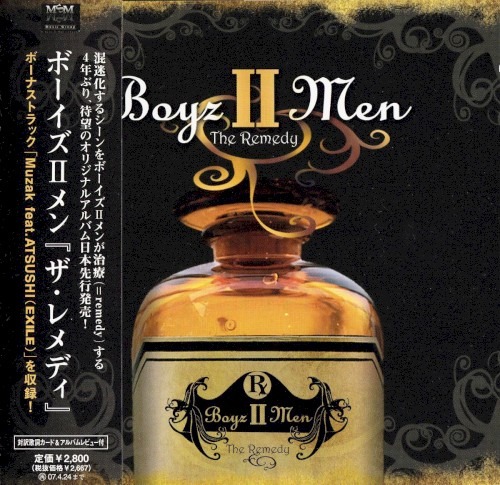 MSM
混迷化するシーンをボーイズⅡメンが治療(=remedy)する
4年ぶり、待望のオリジナルアルバム日本先行発売!
ボーイズⅡメン『ザ・レメディ』
ボーナストラック「Muzak feat.ATSUSHI(EXILE)」を収録!
対訳歌詞カード&アルバムレビュー付
定価¥2,800
(税抜価格¥2,667)
再 07.4.24まで
Boyz II Men
The Remedy
Rx
Boyz II Men
The Remedy